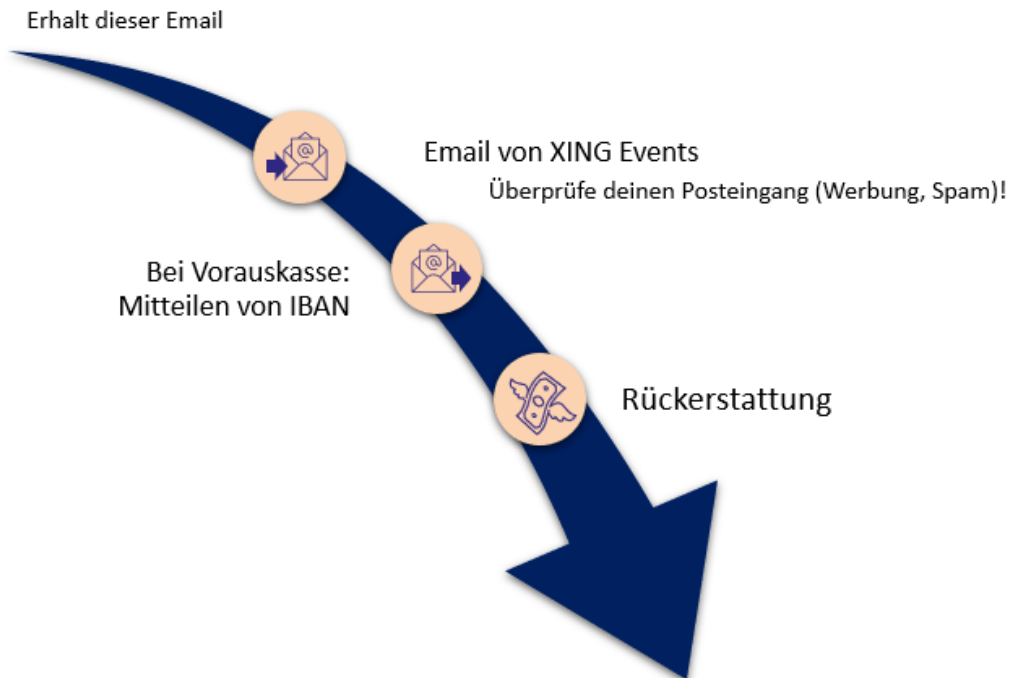 Erhalt dieser Email
Email von XING Events
Überprüfe deinen Posteingang (Werbung, Spam)!
Bei Vorauskasse:
Mitteilen von IBAN
Rückerstattung